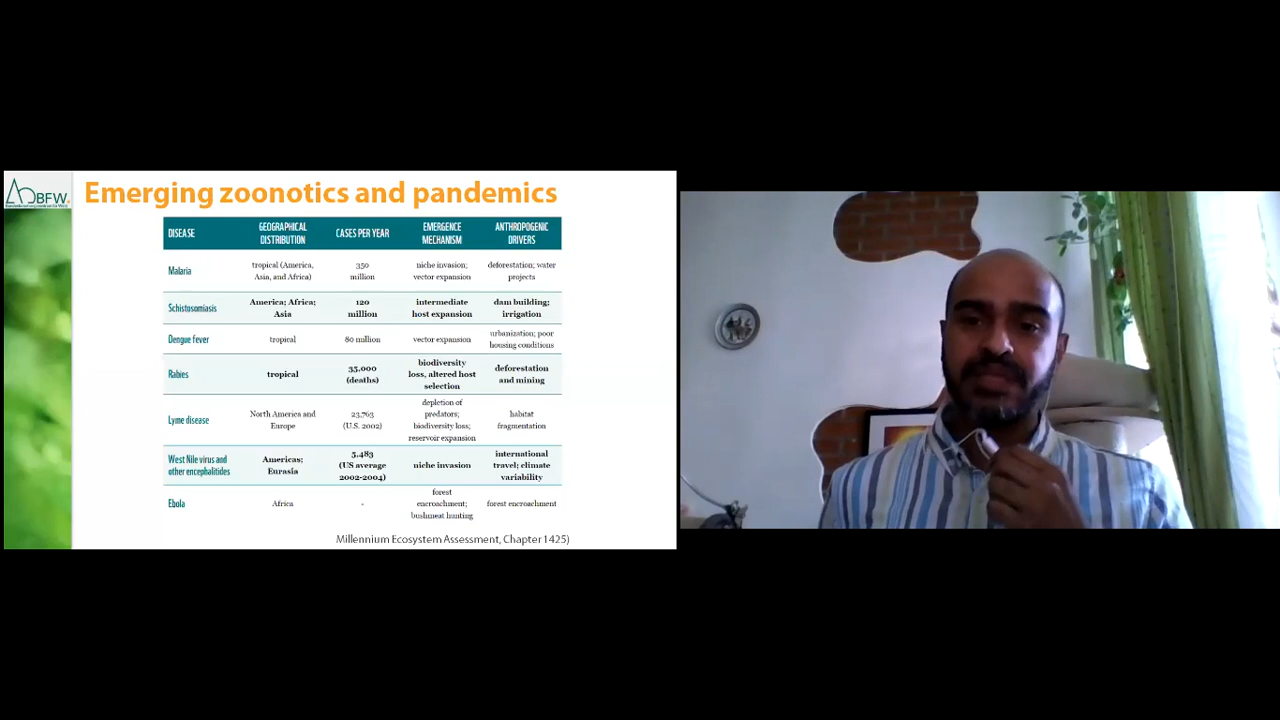 BFW
Emerging zoonotics and pandemics
DISEASE
GEOGRAPHICAL
DISTRIBUTION
CASES PER YEAR
EMERGENCE
MECHANISM
ANTHROPOGENIC
DRIVERS
Malaria
tropical (America,
Asia, and Africa)
350
million
niche invasion;
vector expansion
deforestation; water
projects
Schistosomiasis
America; Africa;
Asia
120
million
intermediate
host expansion
dam building;
irrigation
Dengue fever
tropical
80 million
vector expansion
urbanization; poor
housing conditions
Rabies
tropical
35,000
(deaths)
biodiversity
loss, altered host
selection
deforestation
and mining
Lyme disease
North America and
Europe
23,763
(U.S. 2002)
depletion of
predators;
biodiversity loss;
reservoir expansion
habitat
fragmentation
West Nile virus and
other encephalitides
Americas;
Eurasia
5,483
(US average
2002-2004)
niche invasion
international
travel; climate
variability
Ebola
Africa
-
forest
encroachment;
bushmeat hunting
forest encroachment
Millennium Ecosystem Assessment, Chapter 1425)